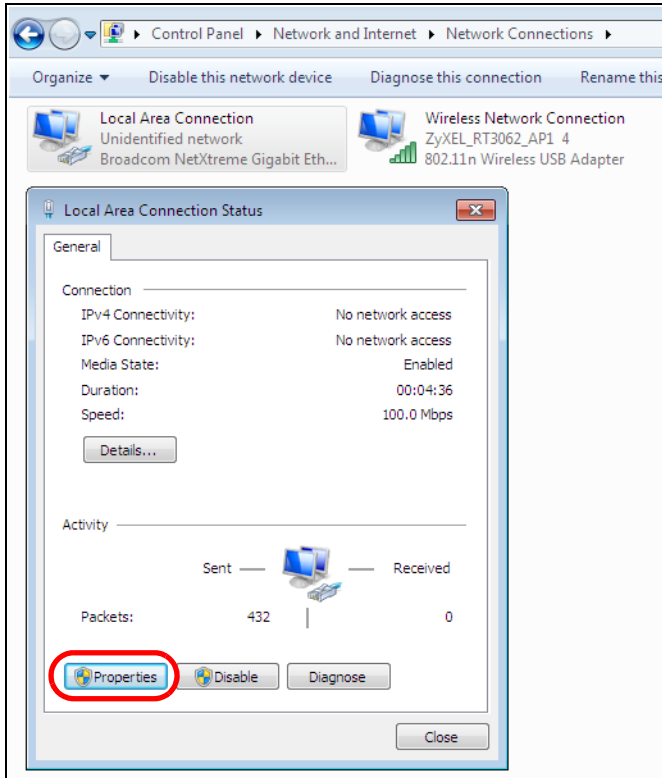 Control Panel Network and Internet Network Connections
Organize Disable this network device Diagnose this connection Rename this
Local Area Connection
Unidentified network
Broadcom NetXtreme Gigabit Eth...
Wireless Network Connection
ZyXEL_RT3062_AP1 4
802.11n Wireless USB Adapter
Local Area Connection Status
General
Connection
IPv4 Connectivity: No network access
IPv6 Connectivity: No network access
Media State: Enabled
Duration: 00:04:36
Speed: 100.0 Mbps
Details...
Activity
Sent Received
Packets: 432 0
Properties Disable Diagnose
Close